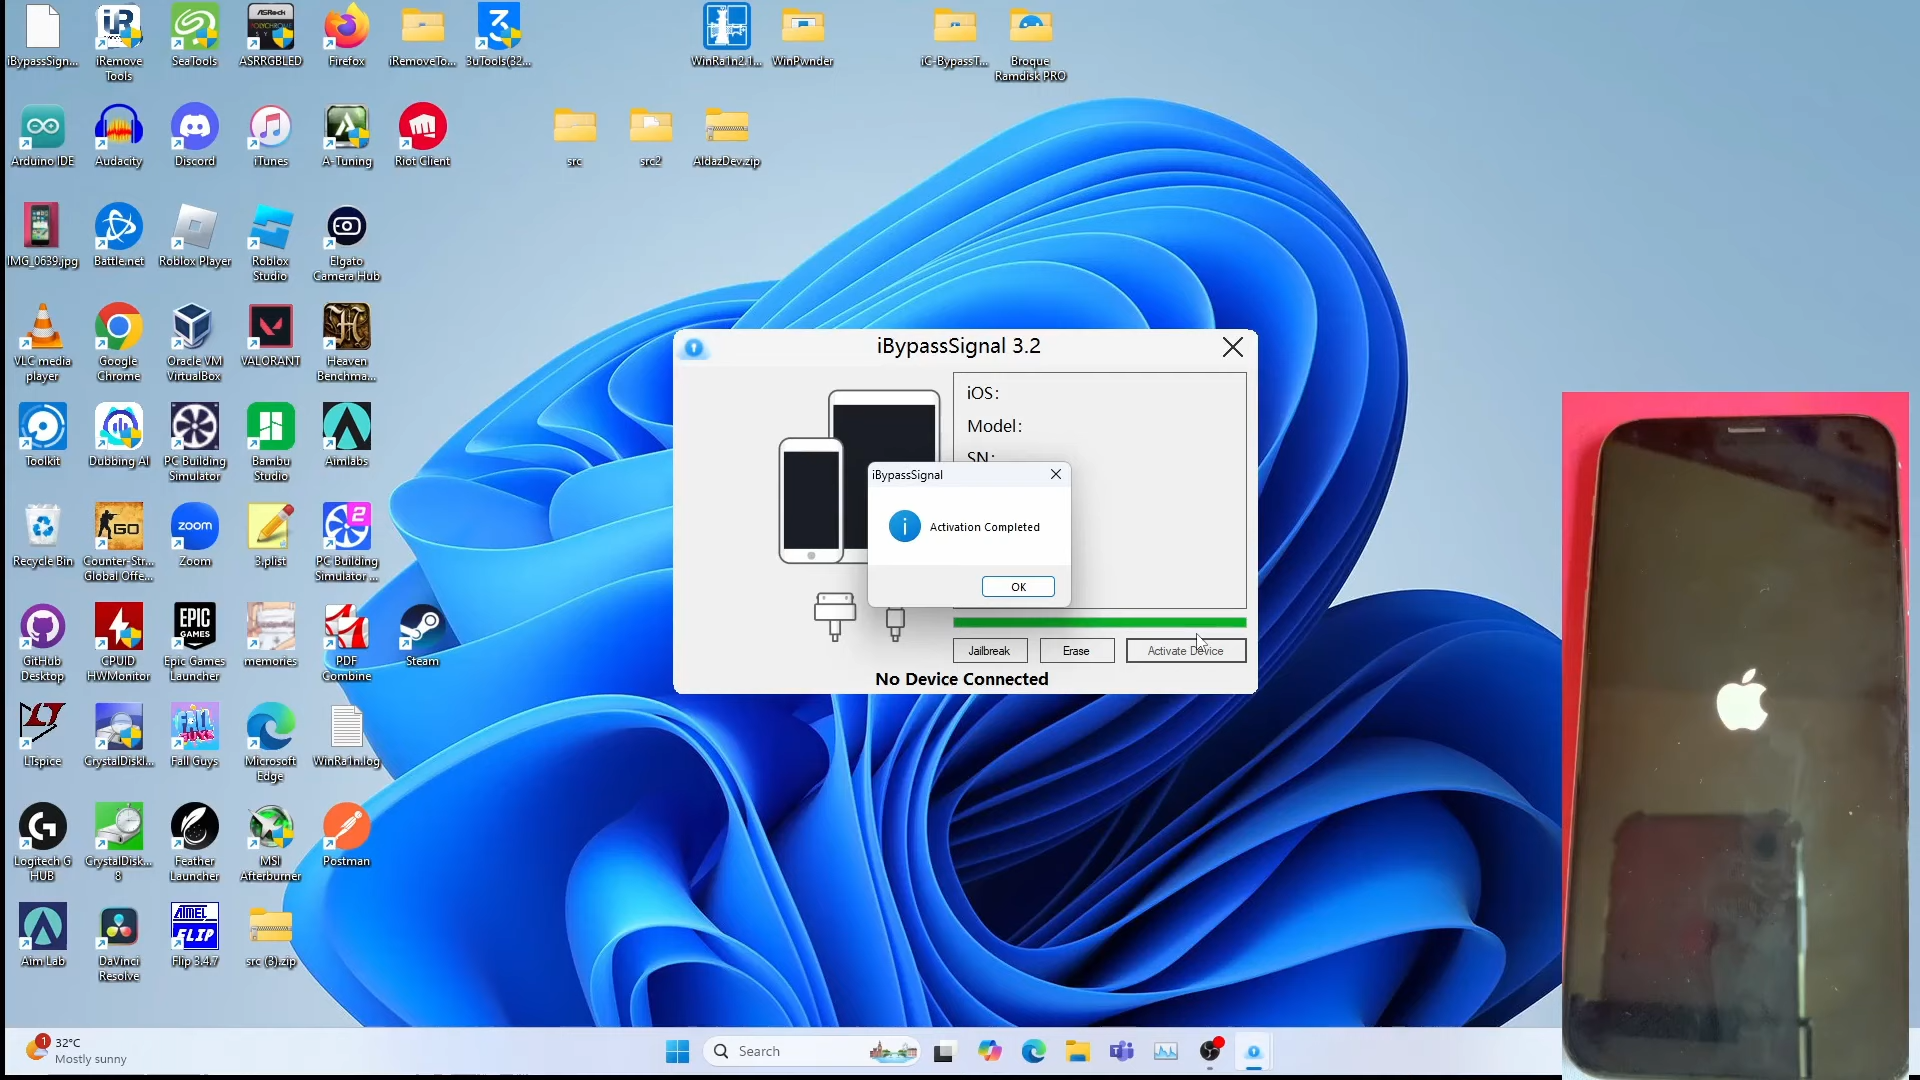 iBypassSign...
iRemove
Tools
SeaTools
ASRRGBLED
Firefox
iRemoveTo...
3uTools(32...
WinRa1n2.1...
WinPwnder
iC-BypassT...
Broque
Ramdisk PRO
Arduino IDE
Audacity
Discord
iTunes
A-Tuning
Riot Client
src
src2
AldazDev.zip
IMG_0639.jpg
Battle.net
Roblox Player
Roblox
Studio
Elgato
Camera Hub
VLC media
player
Google
Chrome
Oracle VM
VirtualBox
VALORANT
Heaven
Benchma...
Toolkit
Dubbing AI
PC Building
Simulator
Bambu
Studio
Aimlabs
Recycle Bin
Counter-Str...
Global Offe...
Zoom
3.plist
PC Building
Simulator ...
GitHub
Desktop
CPUID
HWMonitor
Epic Games
Launcher
memories
PDF
Combine
Steam
LTspice
CrystalDiskI...
Fall Guys
Microsoft
Edge
WinRa1n.log
Logitech G
HUB
CrystalDisk...
8
Feather
Launcher
MSI
Afterburner
Postman
Aim Lab
DaVinci
Resolve
Flip 3.4.7
src (3).zip
iBypassSignal 3.2
iOS:
Model:
SN:
iBypassSignal
Activation Completed
OK
Jailbreak
Erase
Activate Device
No Device Connected
1
32°C
Mostly sunny
Search